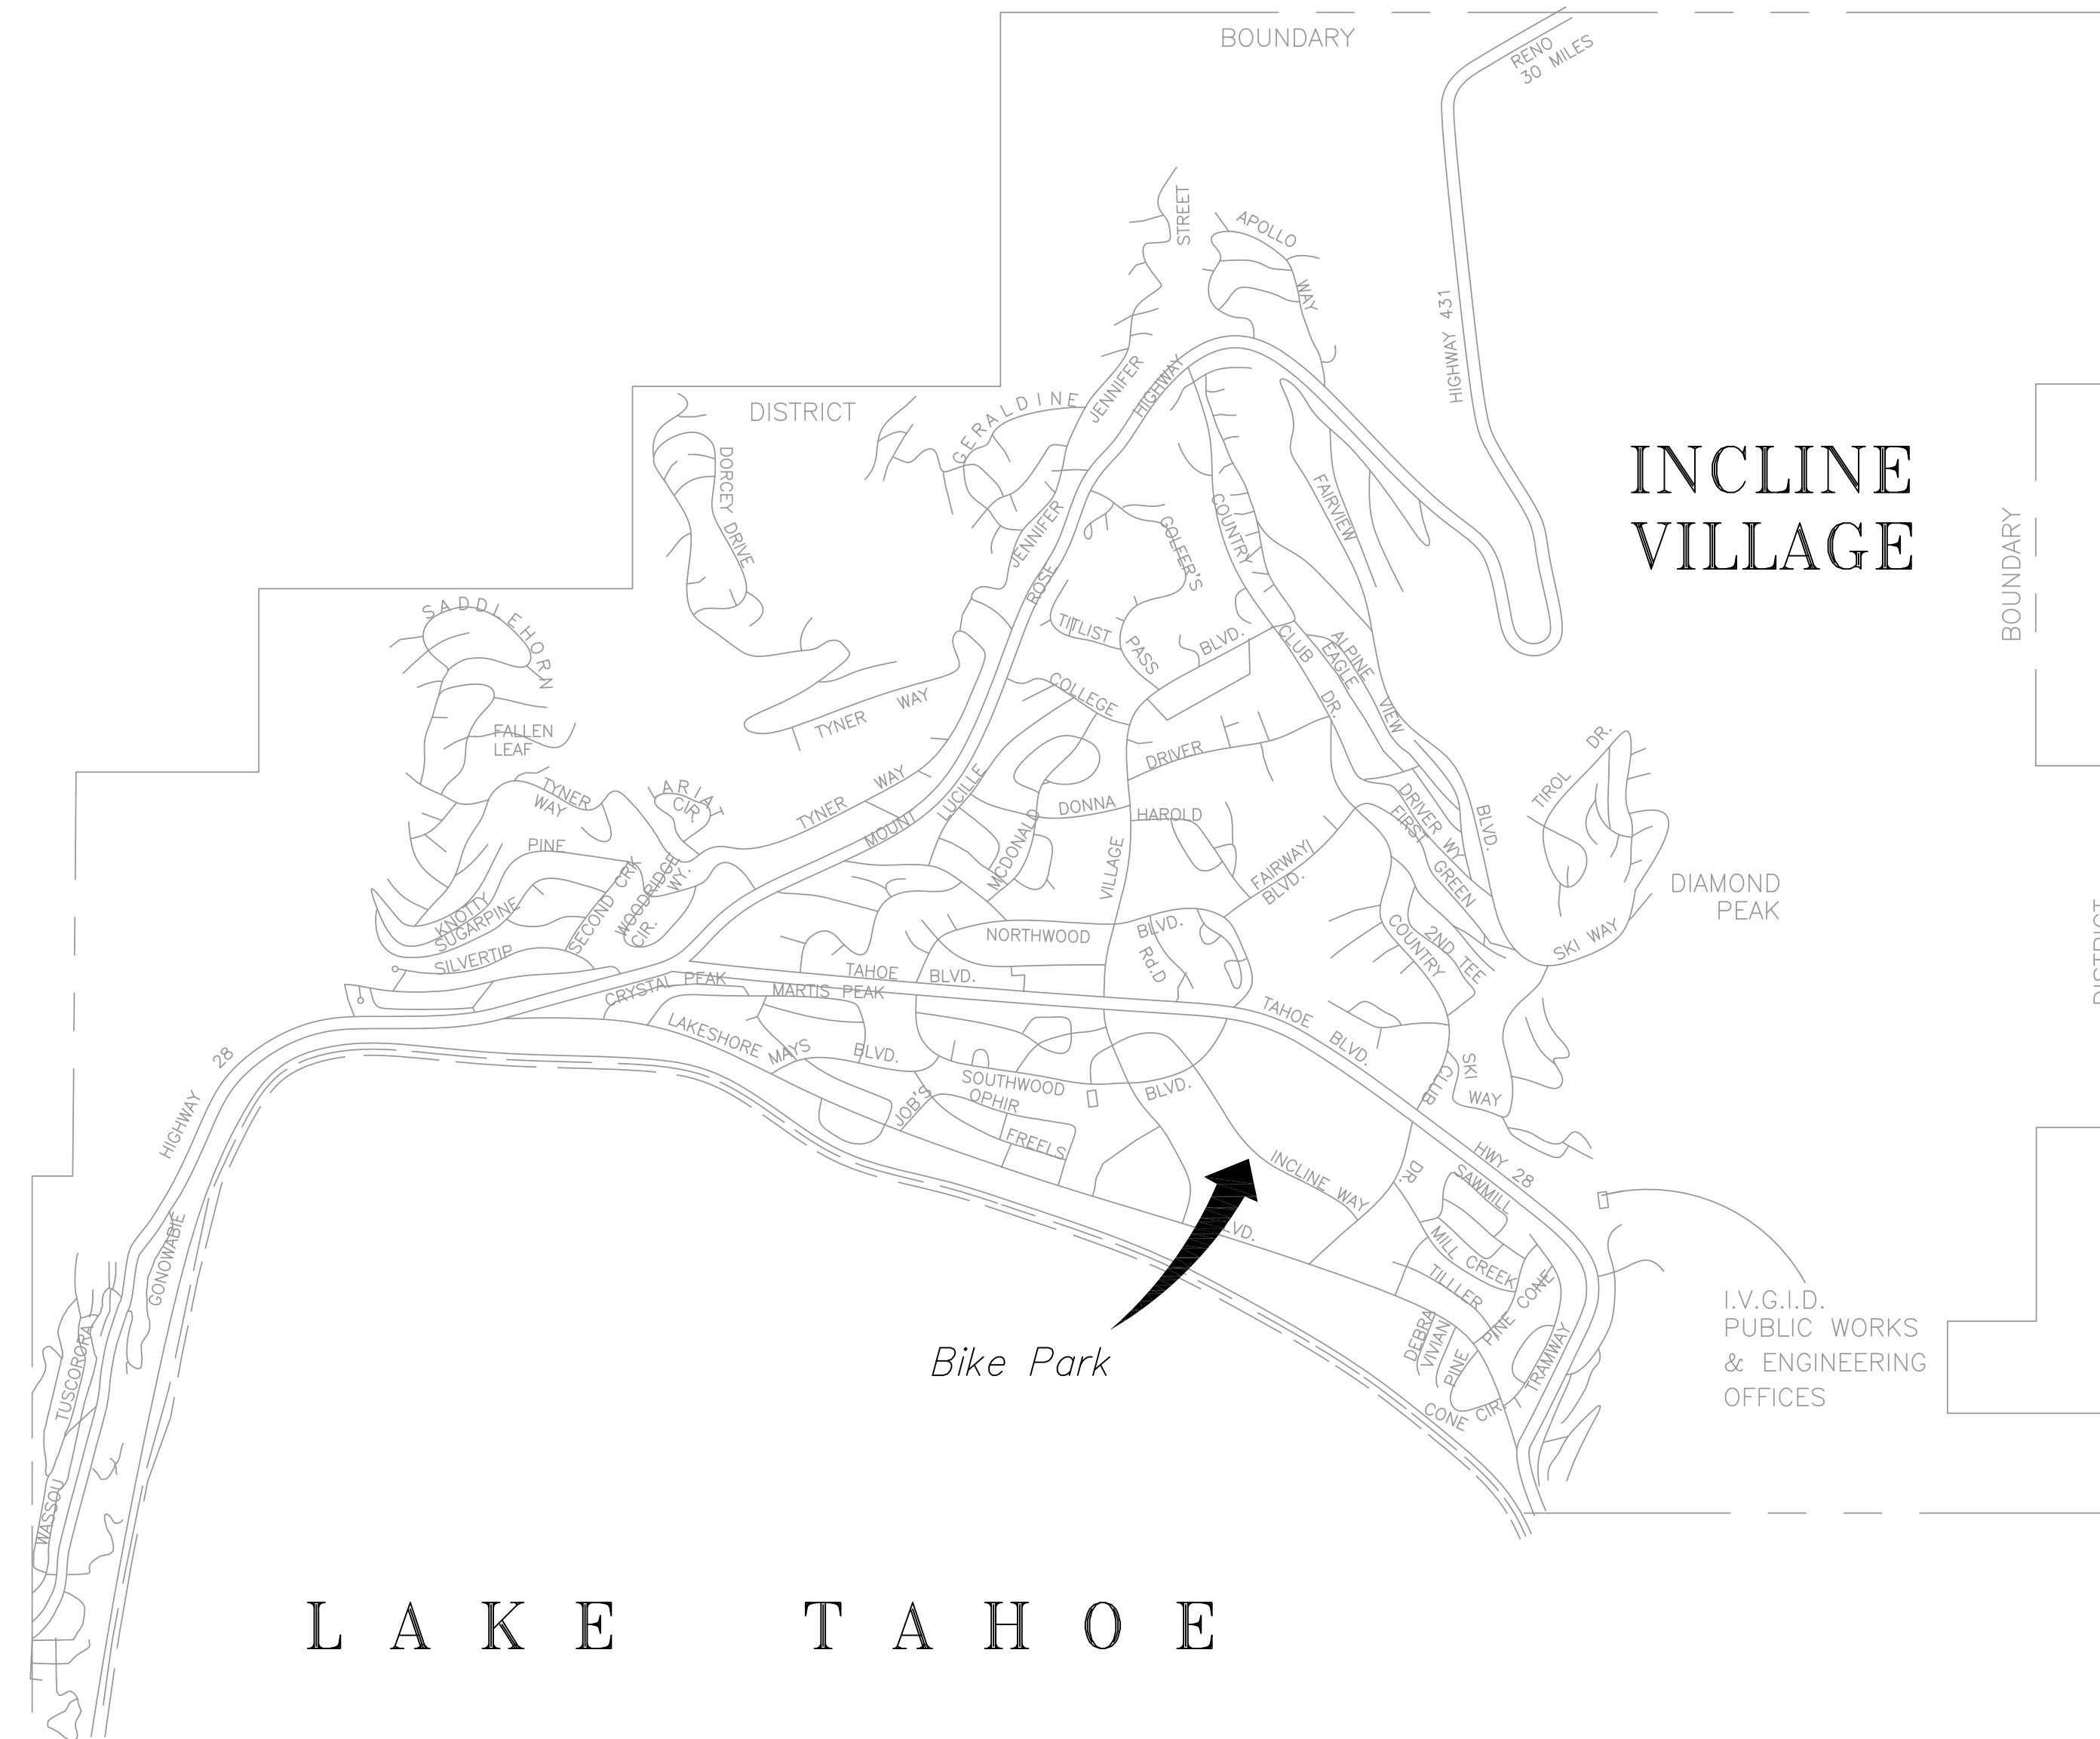 BOUNDARY
RENO
30 MILES
STREET
APOLLO
WAY
HIGHWAY 431
DISTRICT
GERALDINE
JENNIFER
HIGHWAY
INCLINE
VILLAGE
DORCEY DRIVE
FAIRVIEW
COUNTRY
GOLFER'S
JENNIFER
BOUNDARY
ROSE
SADDLEHORN
TITLIST
PASS
BLVD.
CLUB
DR.
ALPINE
EAGLE
VIEW
COLLEGE
TYNER WAY
FALLEN
LEAF
DRIVER
TIROL
DR.
TYNER
WAY
ARIAT
CIR.
TYNER WAY
MOUNT
LUCILLE
DONNA
HAROLD
DRIVER WY.
FIRST
GREEN
BLVD.
PINE
MCDONALD
VILLAGE
FAIRWAY
BLVD.
DIAMOND
PEAK
SECOND CRK
WOODRIDGE
WY.
CIR.
KNOTTY
SUGARPINE
SILVERTIP
NORTHWOOD
BLVD.
Rd.D
COUNTRY
2ND TEE
SKI WAY
DISTRICT
TAHOE BLVD.
CRYSTAL PEAK
MARTIS PEAK
TAHOE BLVD.
LAKESHORE
MAYS BLVD.
SOUTHWOOD
BLVD.
OPHIR
JOB'S
FREELS
CLUB
DR.
SKI
WAY
HIGHWAY 28
INCLINE WAY
HWY 28
SAWMILL
GONOWABIE
MILL CREEK
TILLLER
PINE CONE
I.V.G.I.D.
PUBLIC WORKS
& ENGINEERING
OFFICES
TUSCORORA
DEBRA
VIVIAN
PINE
CONE CIR.
TRAMWAY
Bike Park
WASSOU
LAKE TAHOE